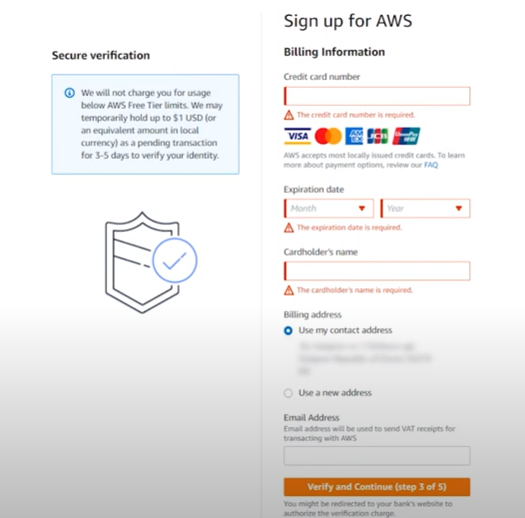 Sign up for AWS
Secure verification
We will not charge you for usage
below AWS Free Tier limits. We may
temporarily hold up to $1 USD (or
an equivalent amount in local
currency) as a pending transaction
for 3-5 days to verify your identity.
Billing Information
Credit card number
The credit card number is required.
VISA
AWS accepts most locally issued credit cards. To learn
more about payment options, review our FAQ
Expiration date
Month
Year
The expiration date is required.
Cardholder's name
The cardholder's name is required.
Billing address
Use my contact address
Use a new address
Email Address
Email address will be used to send VAT receipts for
transacting with AWS
Verify and Continue (step 3 of 5)
You might be redirected to your bank's website to
authorize the verification charge.